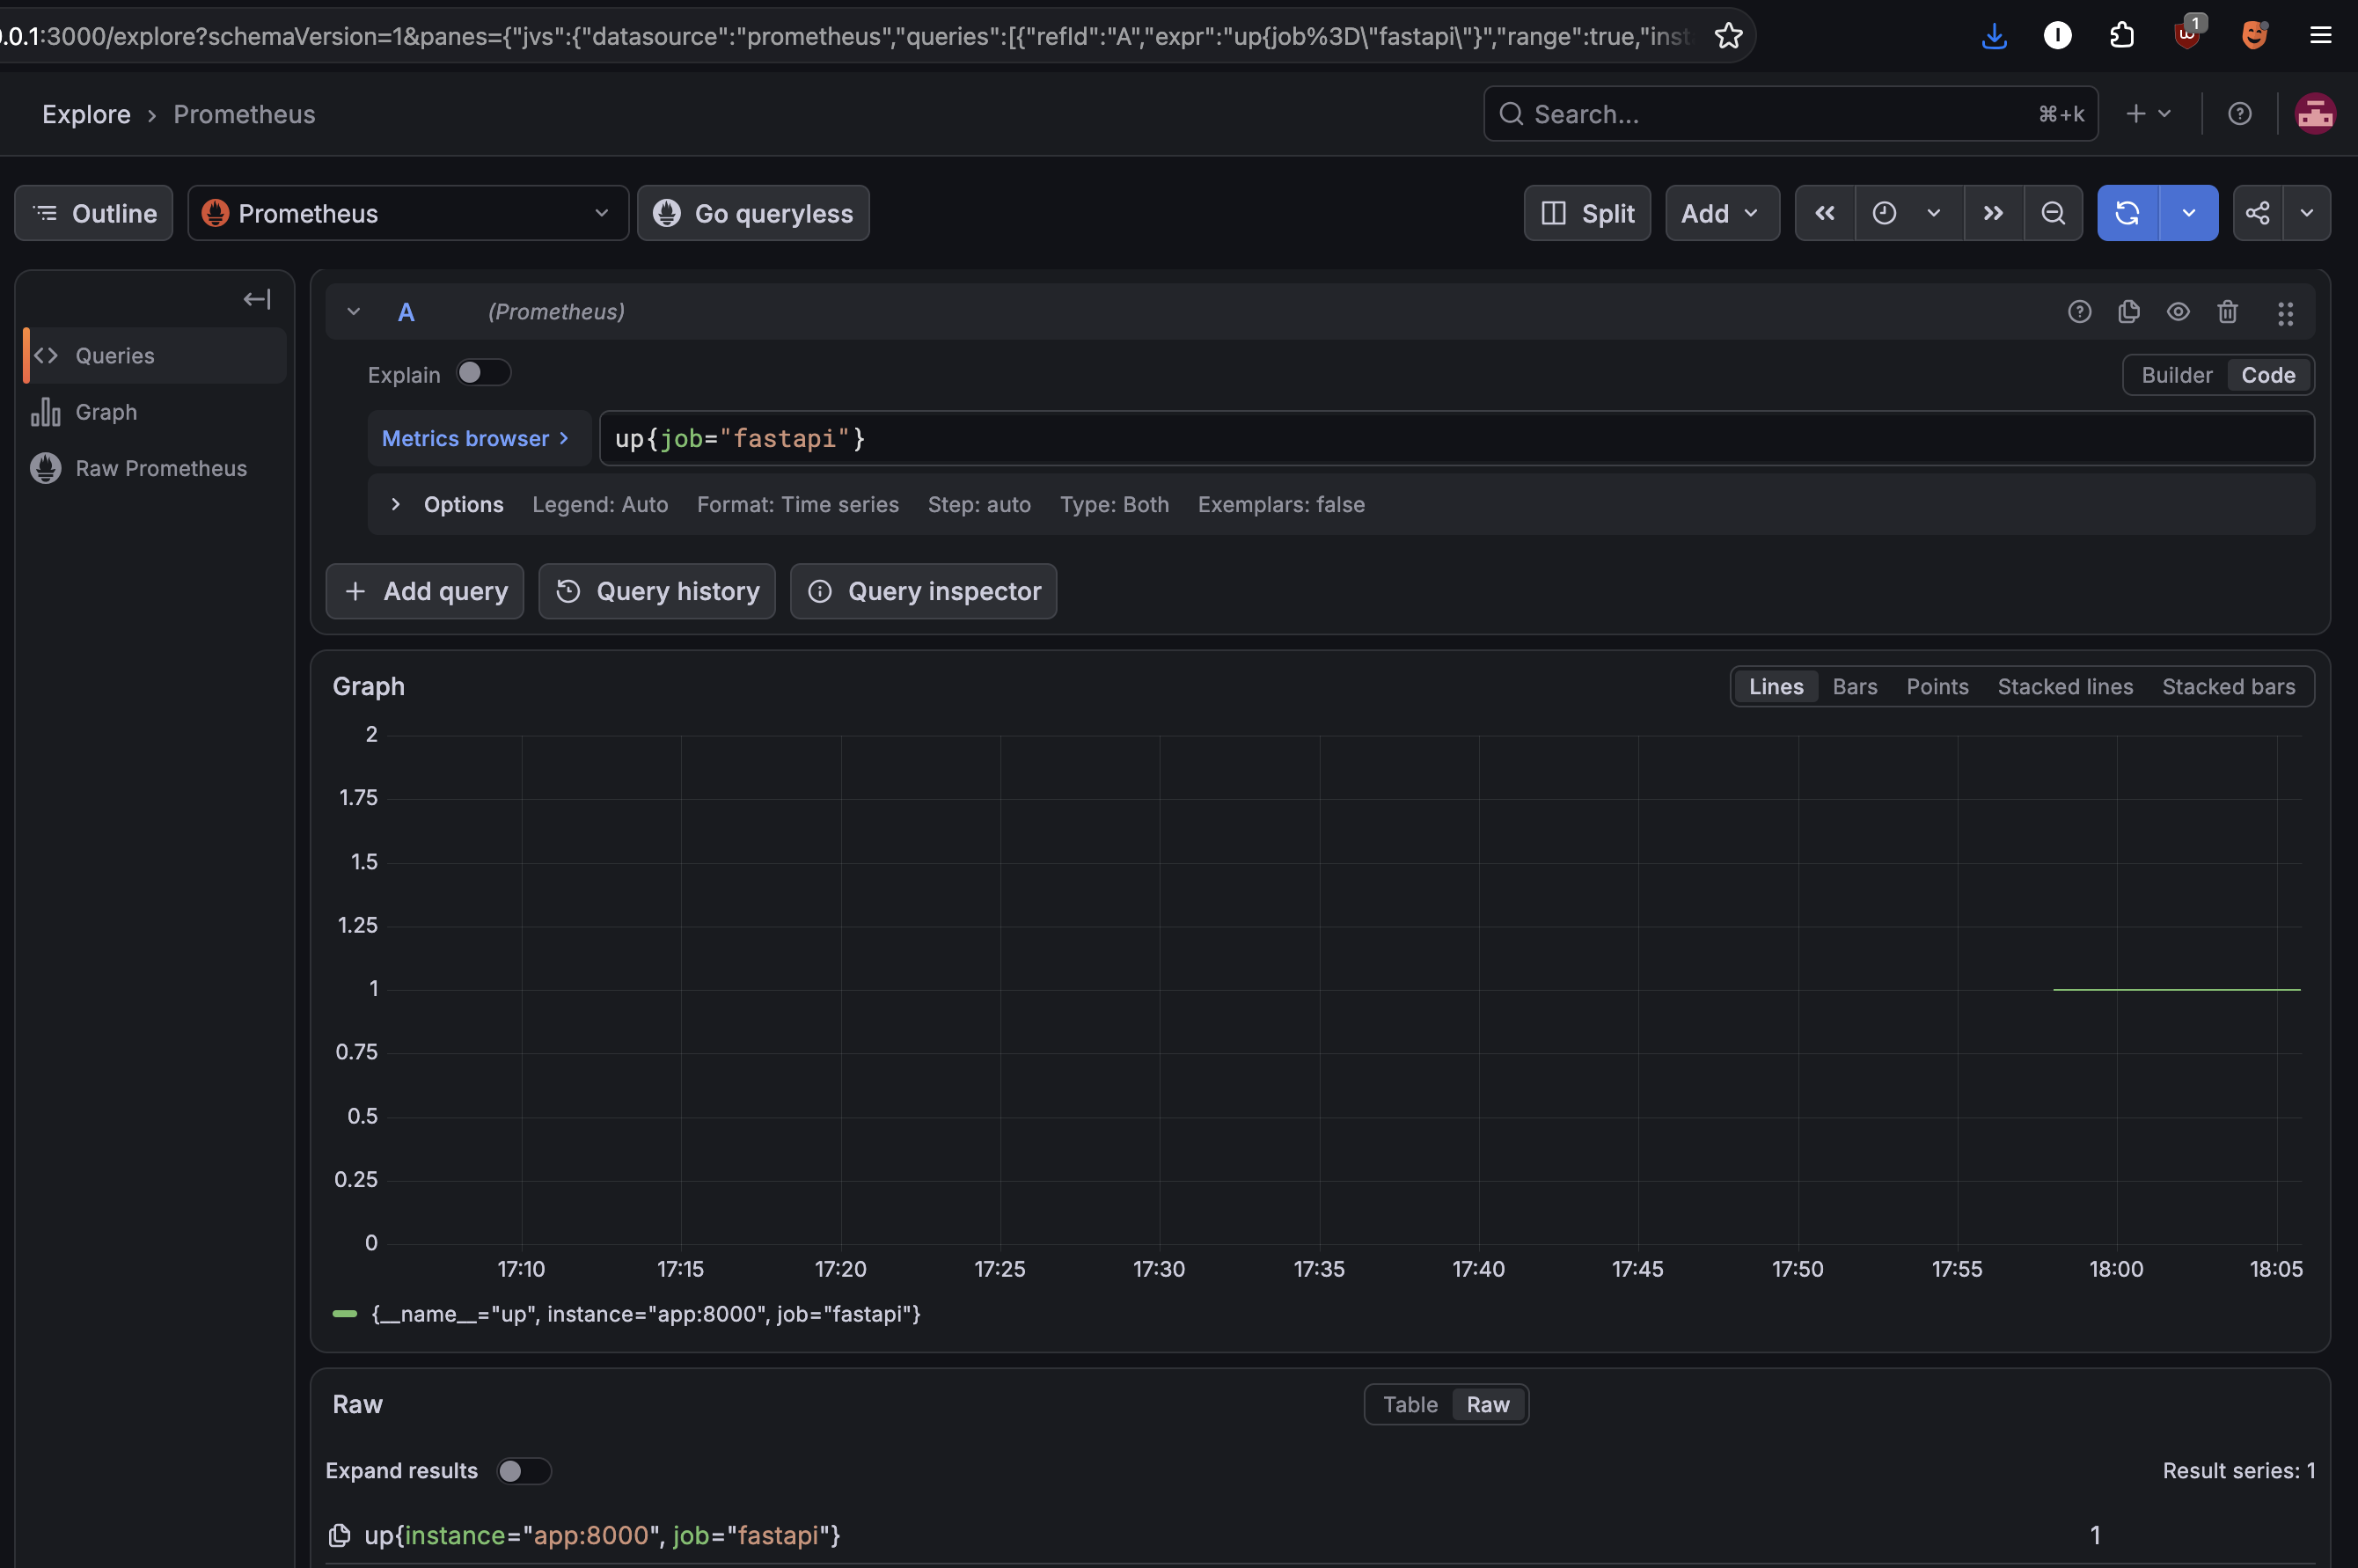 0.0.1:3000/explore?schemaVersion=1&panes={"jvs":{"datasource":"prometheus","queries":[{"refId":"A","expr":"up{job%3D\"fastapi\"}","range":true,"inst
1
Explore › Prometheus
Search... ⌘+k
Outline
Prometheus
Go queryless
Split
Add
Queries
Graph
Raw Prometheus
A (Prometheus)
Explain
Builder Code
Metrics browser >
up{job="fastapi"}
Options Legend: Auto Format: Time series Step: auto Type: Both Exemplars: false
+ Add query
Query history
Query inspector
Graph
Lines Bars Points Stacked lines Stacked bars
2
1.75
1.5
1.25
1
0.75
0.5
0.25
0
17:10 17:15 17:20 17:25 17:30 17:35 17:40 17:45 17:50 17:55 18:00 18:05
{__name__="up", instance="app:8000", job="fastapi"}
Raw
Table Raw
Expand results
Result series: 1
up{instance="app:8000", job="fastapi"} 1